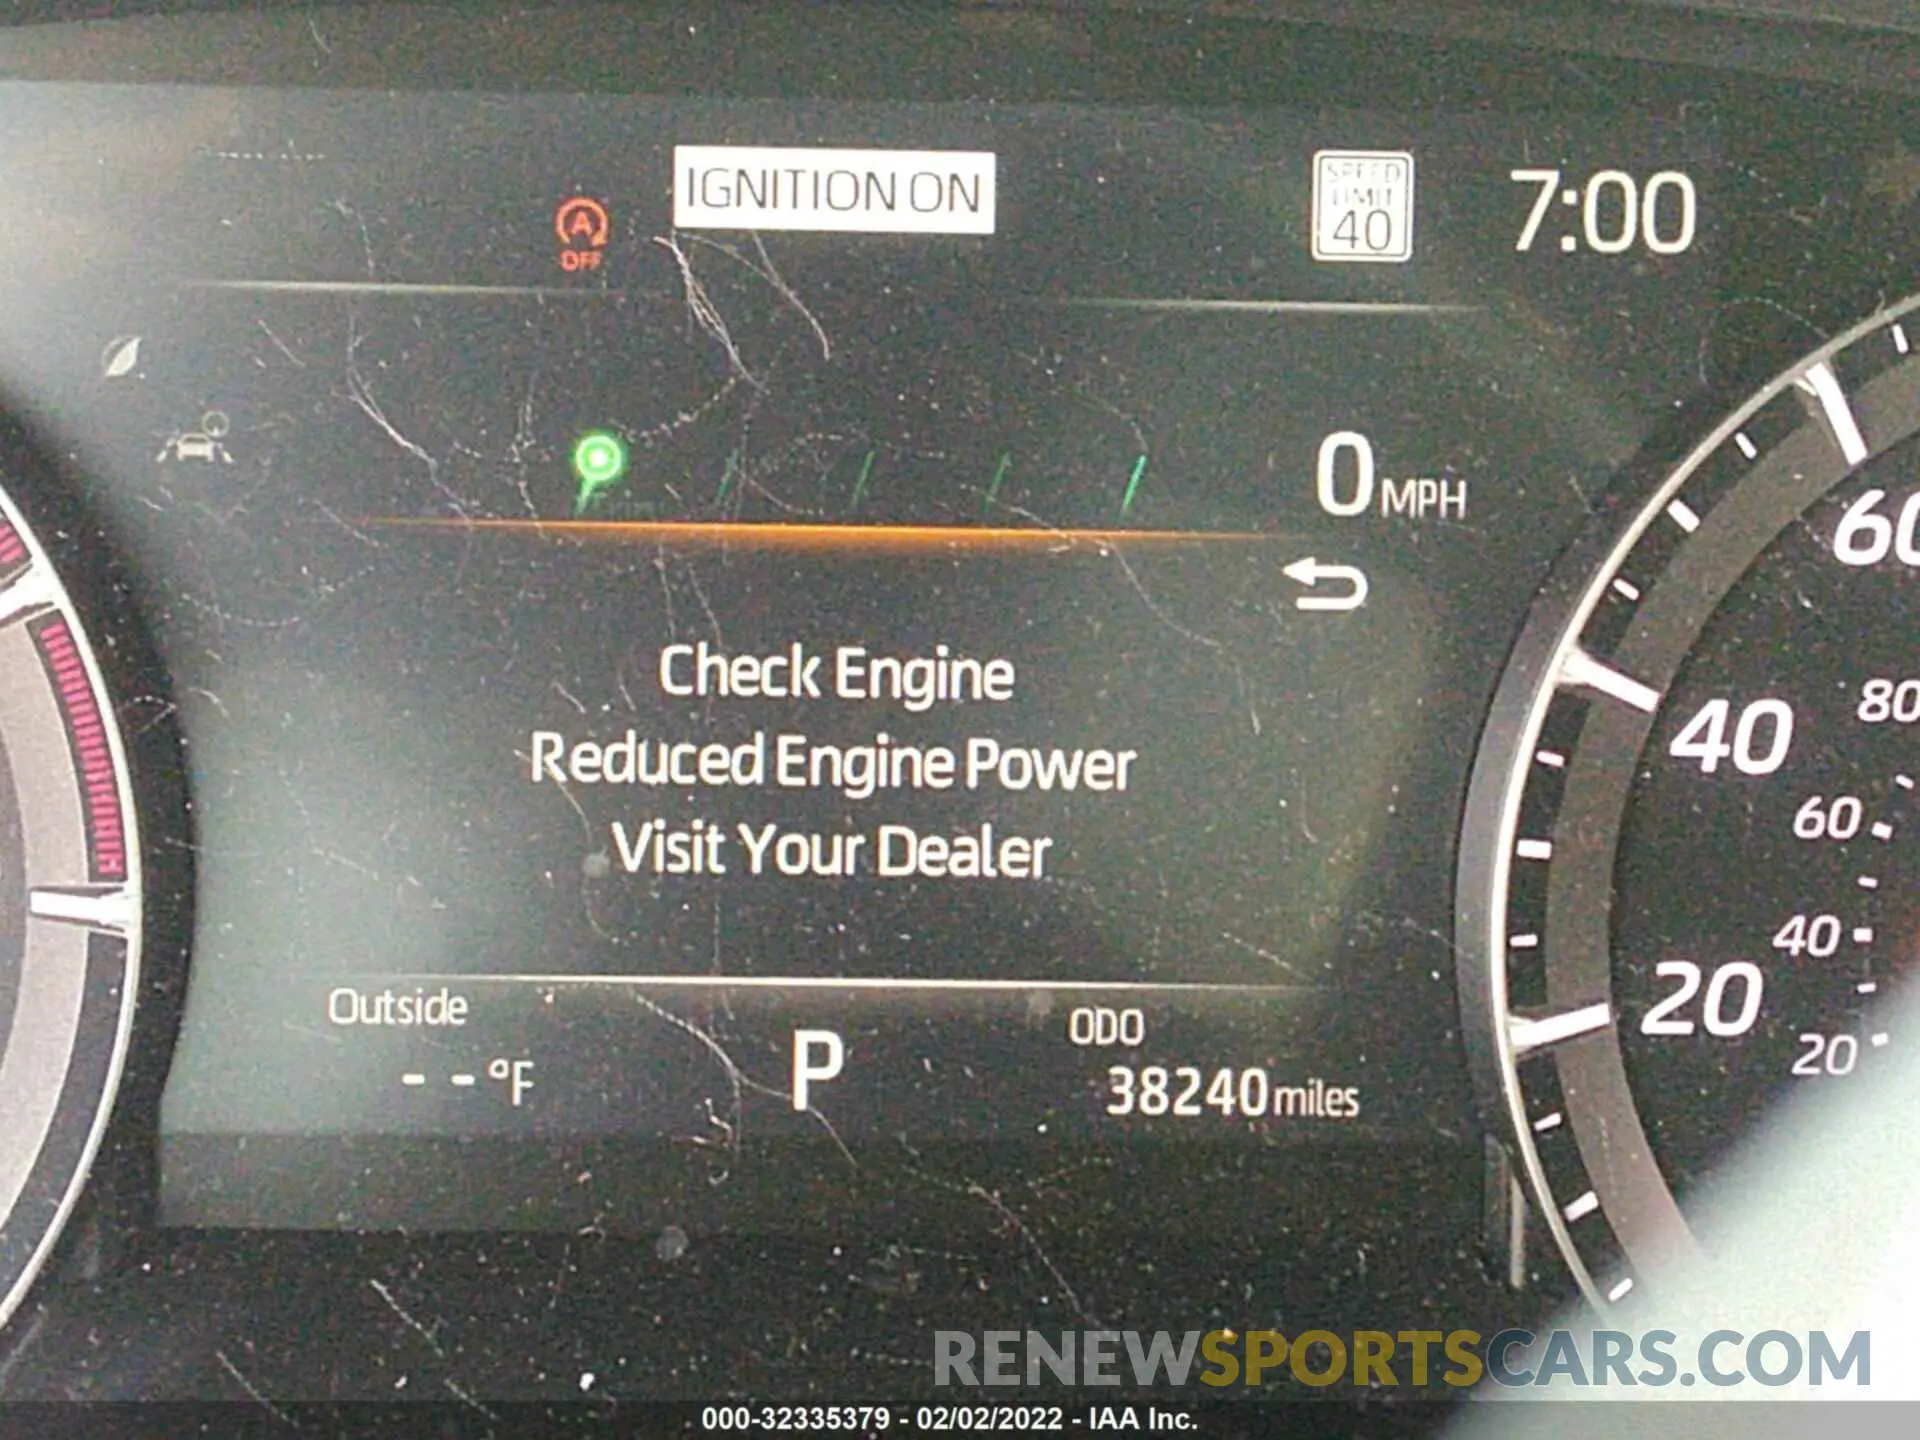 IGNITION ON
SPEED
LIMIT
40
7:00
A
OFF
0 MPH
Check Engine
Reduced Engine Power
Visit Your Dealer
Outside
- - °F
P
ODO
38240 miles
60
40
20
80
60
40
20
RENEWSPORTSCARS.COM
000-32335379 - 02/02/2022 - IAA Inc.